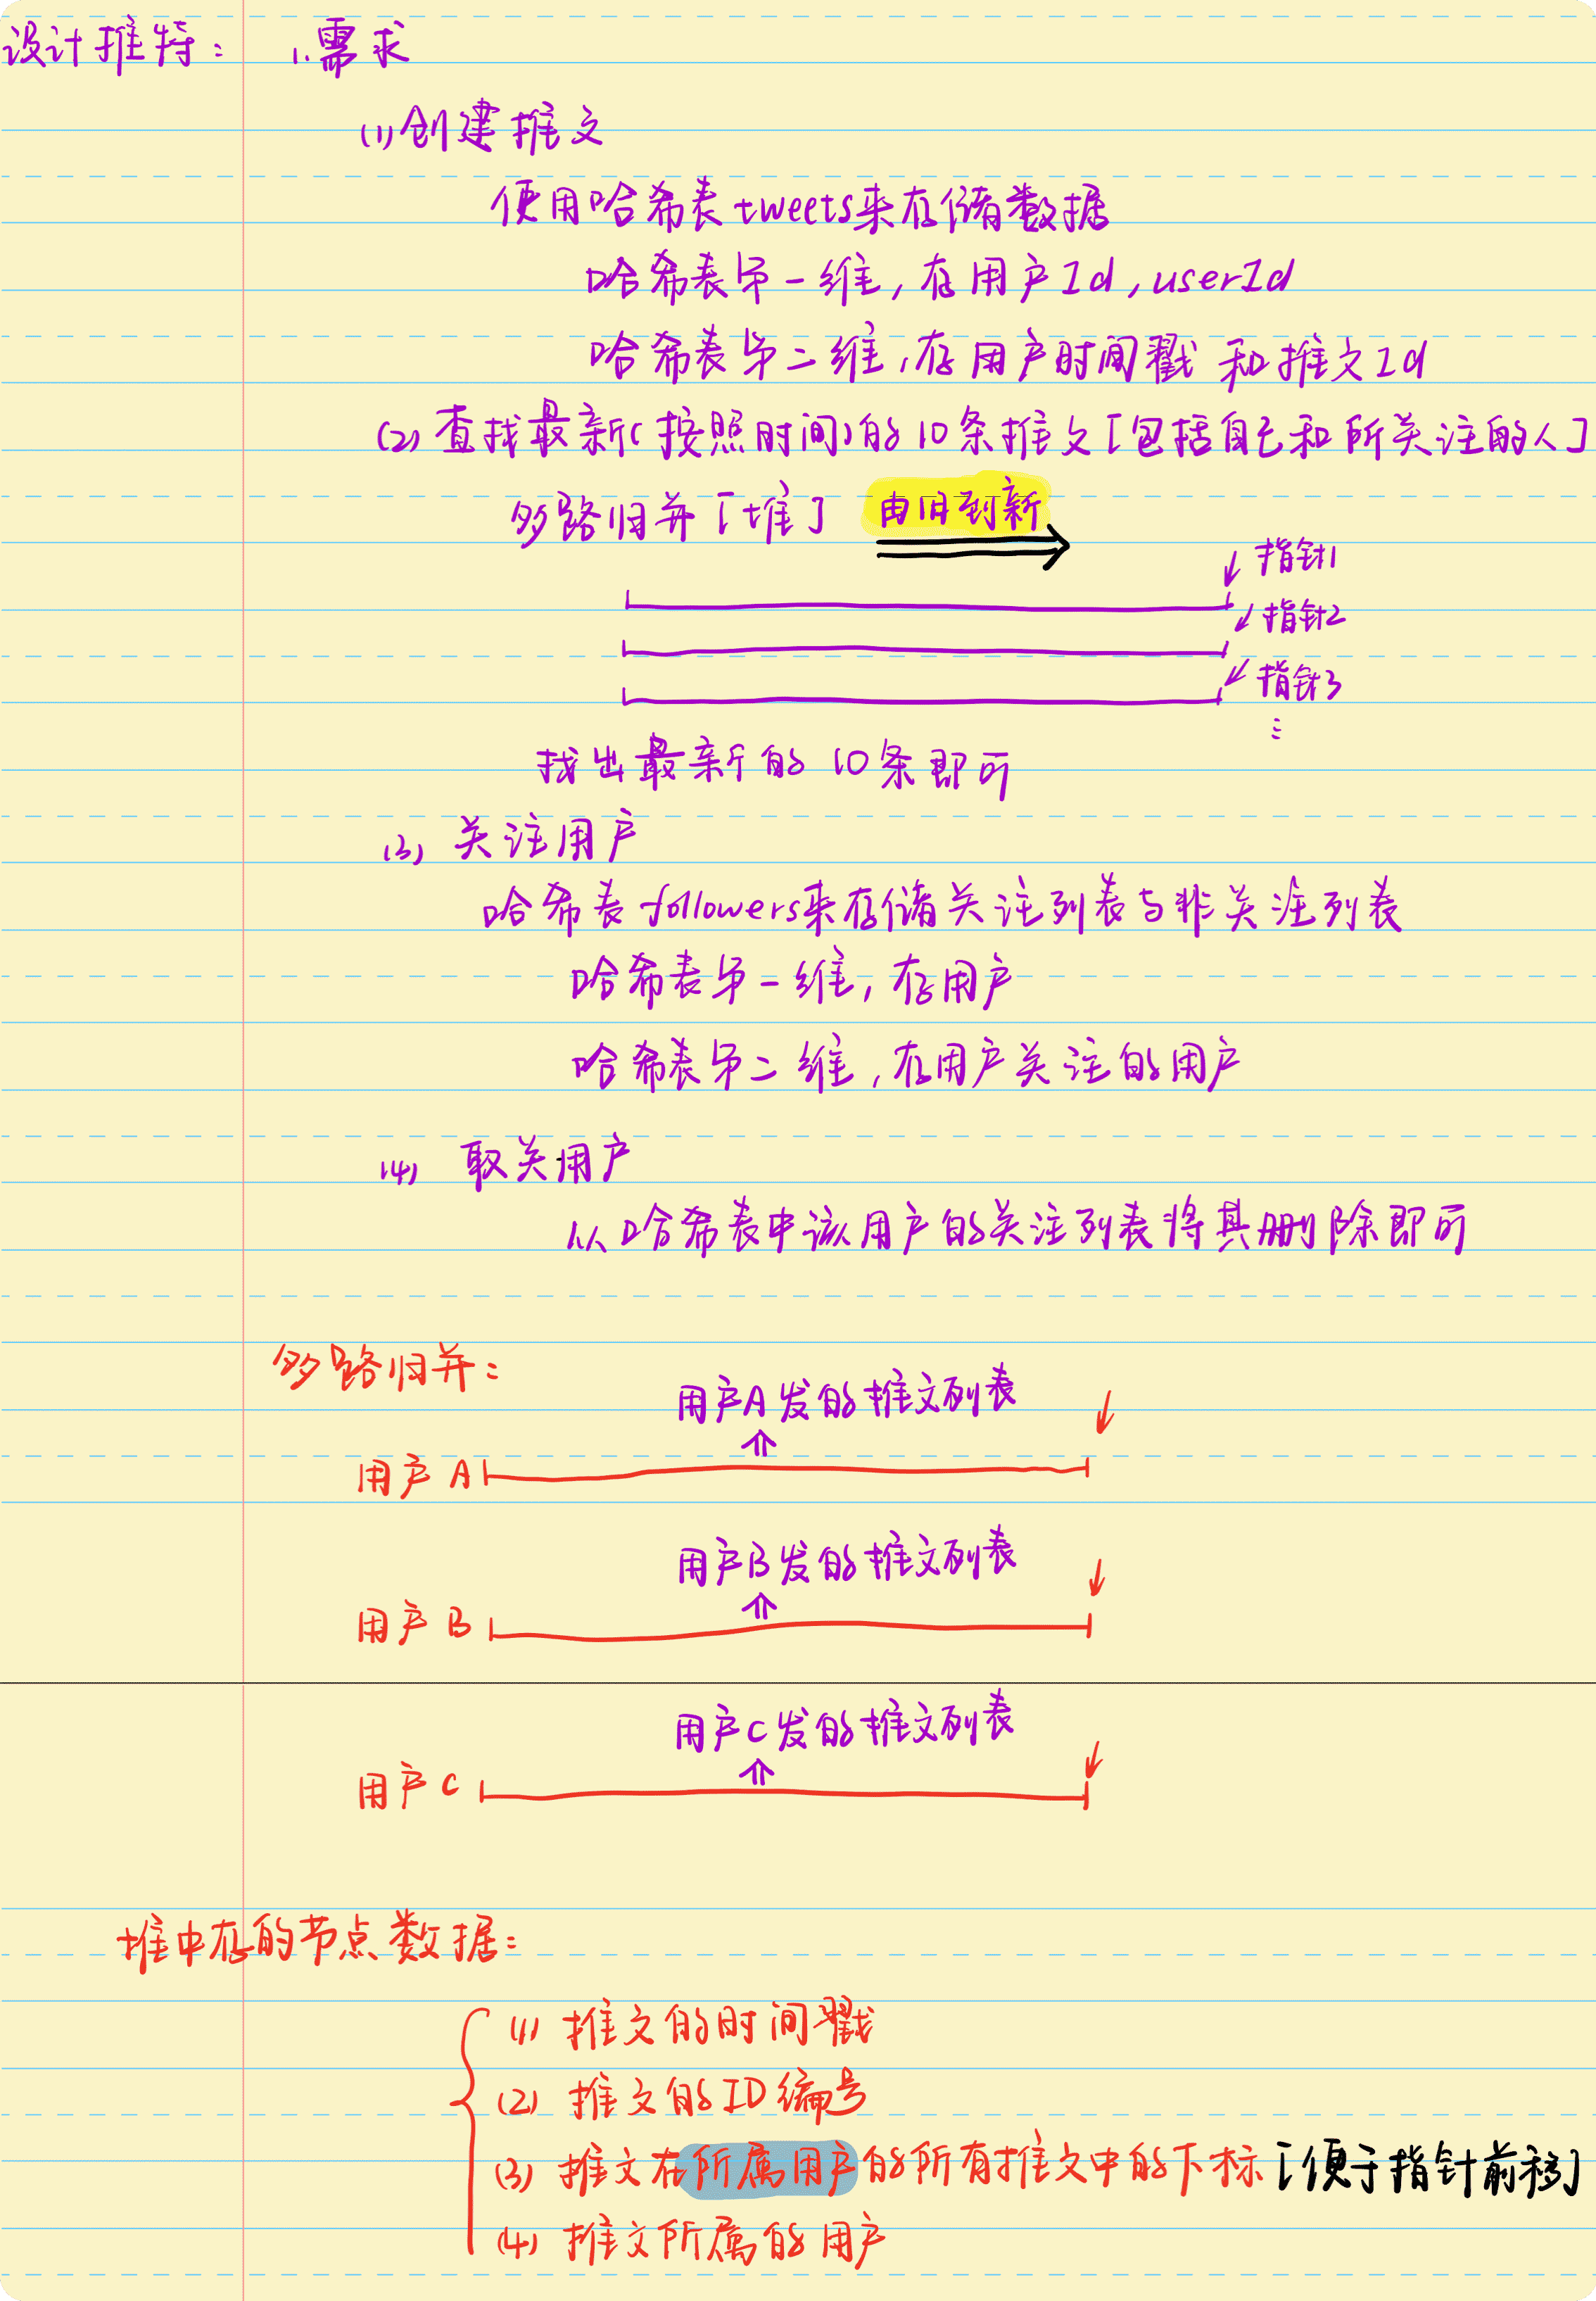 设计推特: 1.需求
(1)创建推文
使用哈希表tweets来存储数据
哈希表第一维,存用户Id,userId
哈希表第二维,存用户时间戳 和推文Id
(2)查找最新(按照时间)的10条推文[包括自己和所关注的人]
多路归并[堆] 由旧到新
指针1
指针2
指针3
⋮
找出最新的10条即可
(3) 关注用户
哈希表followers来存储关注列表与非关注列表
哈希表第一维,存用户
哈希表第二维,存用户关注的用户
(4) 取关用户
从哈希表中该用户的关注列表将其删除即可
多路归并:
用户A发的推文列表
用户A
用户B发的推文列表
用户B
用户C发的推文列表
用户C
堆中存的节点数据:
(1) 推文的时间戳
(2) 推文的ID编号
(3) 推文在所属用户的所有推文中的下标[便于指针前移]
(4) 推文所属的用户